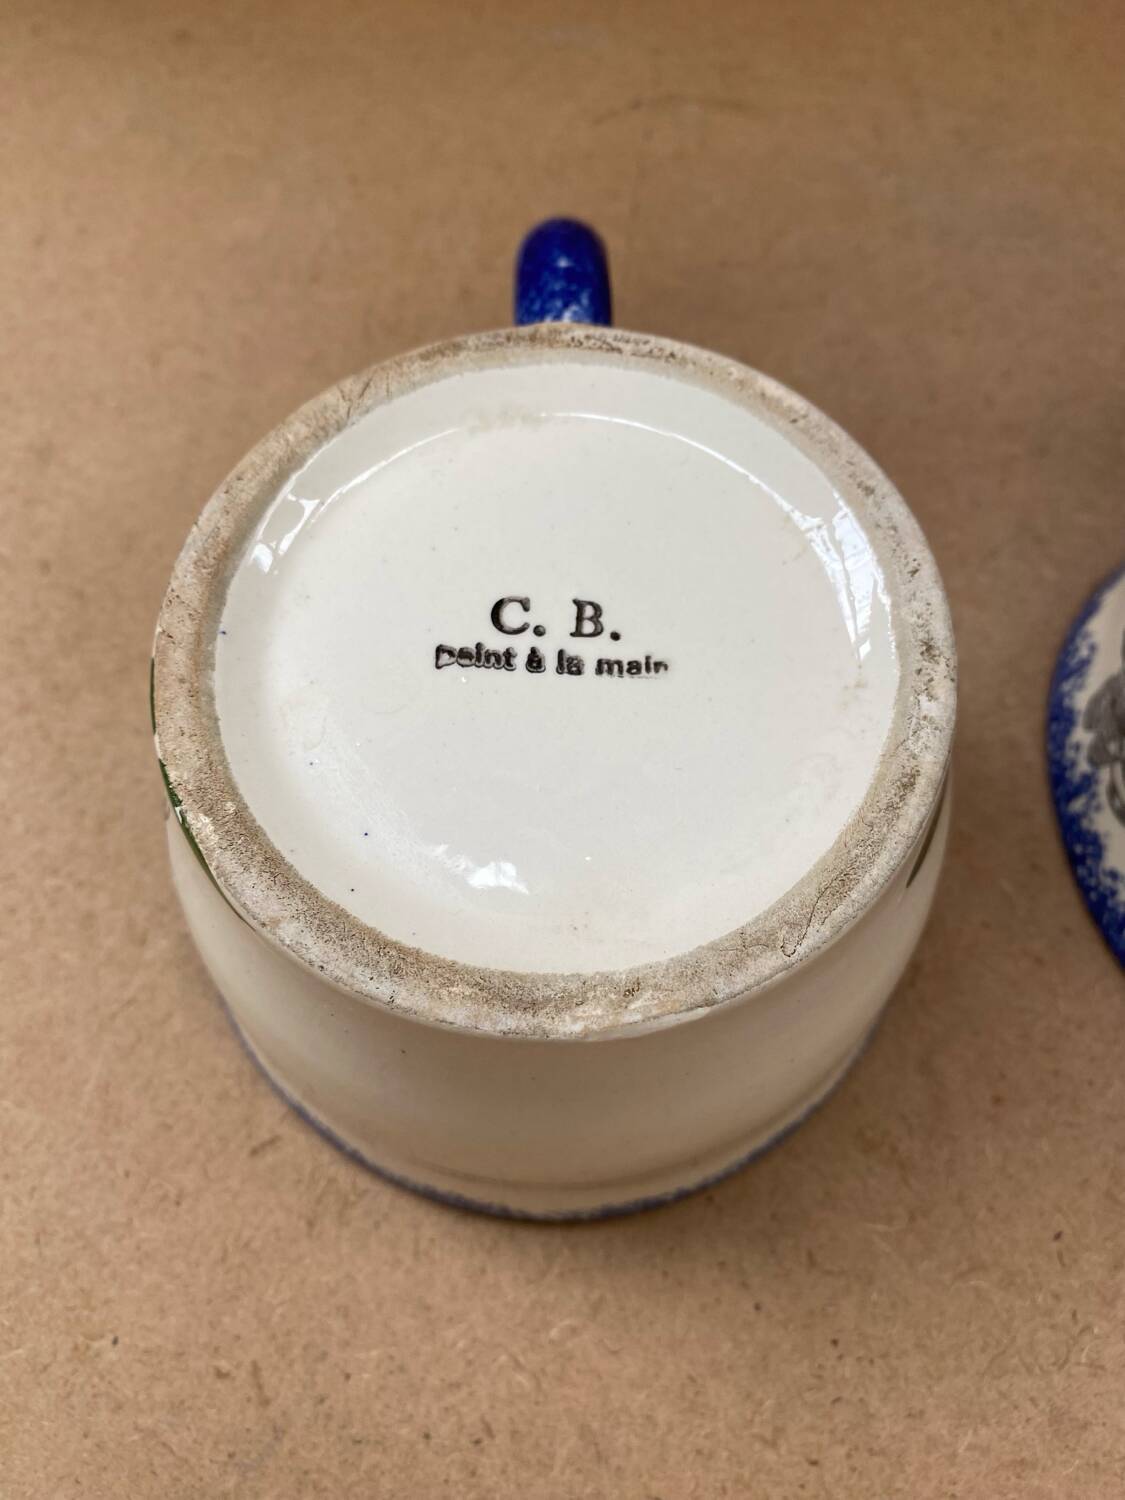 C. B.
peint à la main